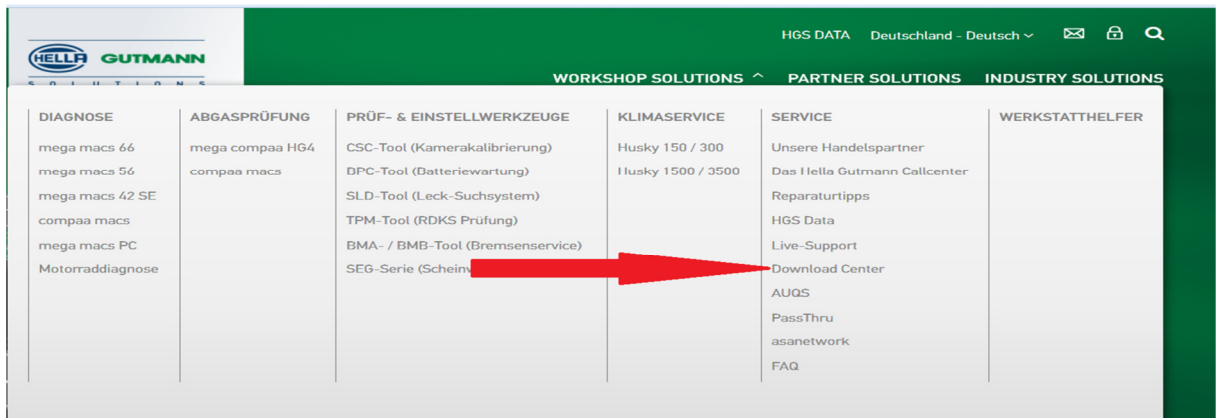 HGS DATA Deutschland - Deutsch
HELLA GUTMANN
SOLUTIONS
WORKSHOP SOLUTIONS PARTNER SOLUTIONS INDUSTRY SOLUTIONS
DIAGNOSE
mega macs 66
mega macs 56
mega macs 42 SE
compaa macs
mega macs PC
Motorraddiagnose
ABGASPRÜFUNG
mega compaa HG4
compaa macs
PRÜF- & EINSTELLWERKZEUGE
CSC-Tool (Kamerakalibrierung)
DPC-Tool (Batteriewartung)
SLD-Tool (Leck-Suchsystem)
TPM-Tool (RDKS Prüfung)
BMA- / BMB-Tool (Bremsenservice)
SEG-Serie
KLIMASERVICE
Husky 150 / 300
Husky 1500 / 3500
SERVICE
Unsere Handelspartner
Das Hella Gutmann Callcenter
Reparaturtipps
HGS Data
Live-Support
Download Center
AUQS
PassThru
asanetwork
FAQ
WERKSTATTHELFER